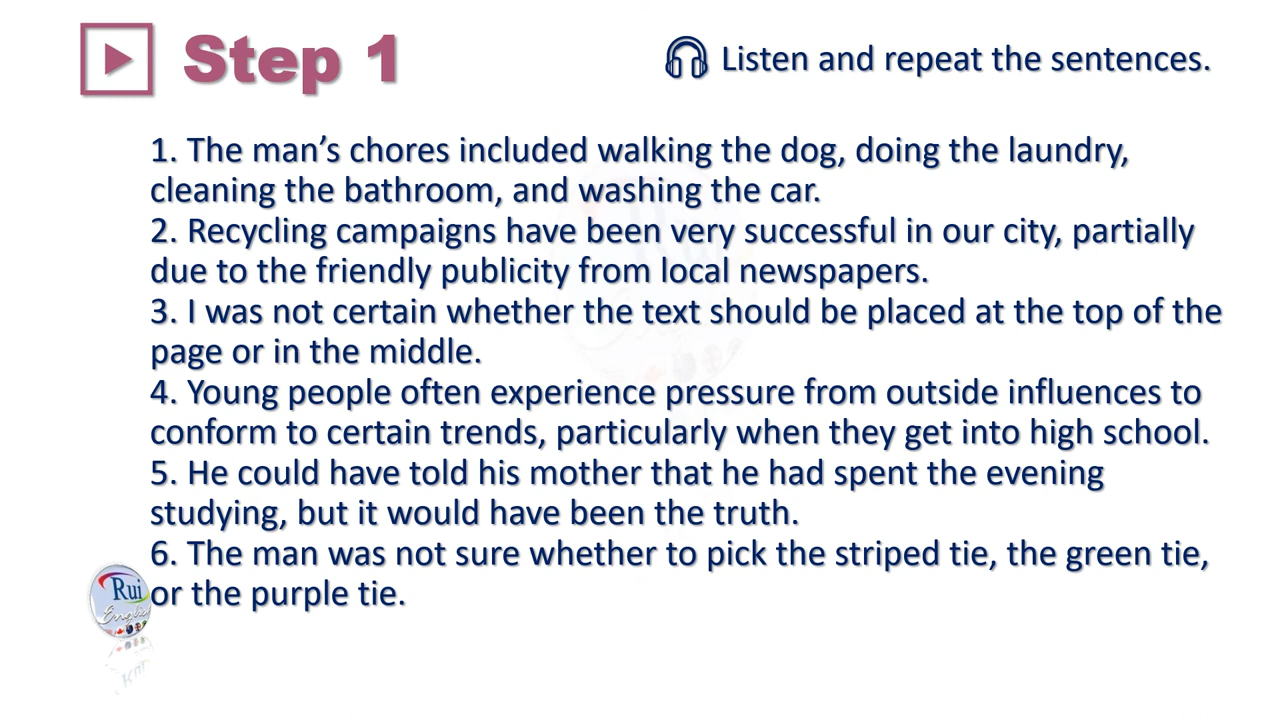 Step 1
Listen and repeat the sentences.
1. The man’s chores included walking the dog, doing the laundry,
cleaning the bathroom, and washing the car.
2. Recycling campaigns have been very successful in our city, partially
due to the friendly publicity from local newspapers.
3. I was not certain whether the text should be placed at the top of the
page or in the middle.
4. Young people often experience pressure from outside influences to
conform to certain trends, particularly when they get into high school.
5. He could have told his mother that he had spent the evening
studying, but it would have been the truth.
6. The man was not sure whether to pick the striped tie, the green tie,
or the purple tie.
Rui
English